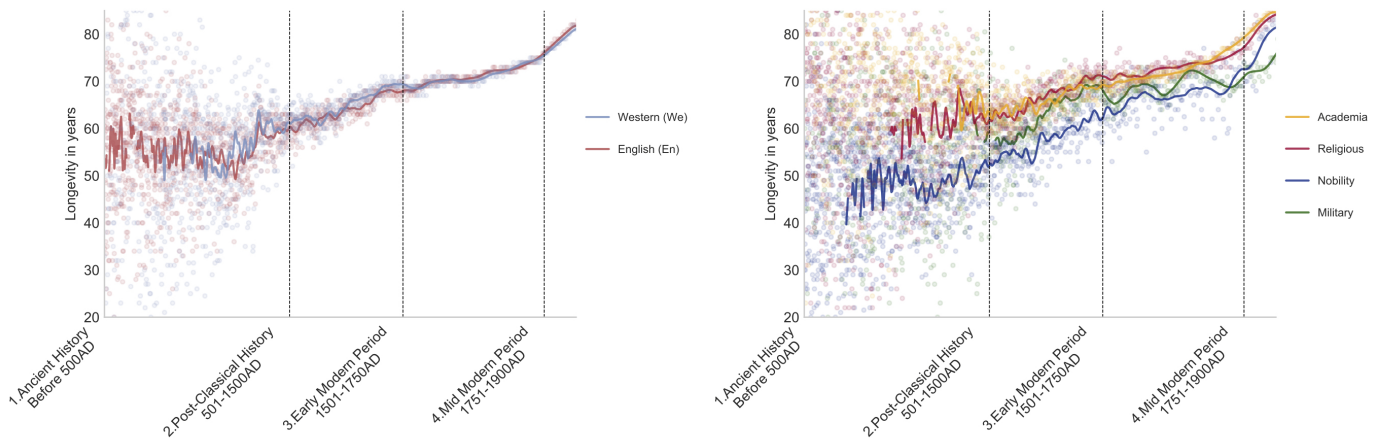 80
70
60
50
40
30
20
Longevity in years
1.Ancient History
Before 500AD
2.Post-Classical History
501-1500AD
3.Early Modern Period
1501-1750AD
4.Mid Modern Period
1751-1900AD
Western (We)
English (En)
80
70
60
50
40
30
20
Longevity in years
1.Ancient History
Before 500AD
2.Post-Classical History
501-1500AD
3.Early Modern Period
1501-1750AD
4.Mid Modern Period
1751-1900AD
Academia
Religious
Nobility
Military